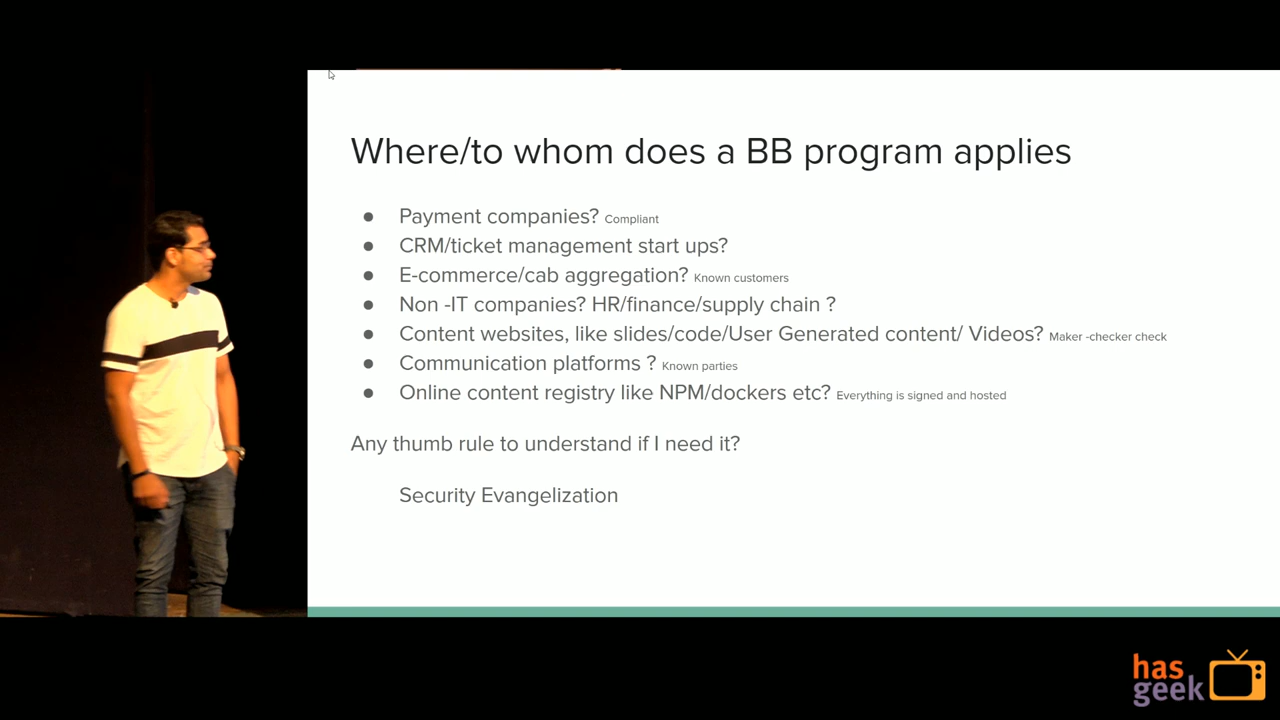 Where/to whom does a BB program applies
● Payment companies? Compliant
● CRM/ticket management start ups?
● E-commerce/cab aggregation? Known customers
● Non -IT companies? HR/finance/supply chain ?
● Content websites, like slides/code/User Generated content/ Videos? Maker -checker check
● Communication platforms ? Known parties
● Online content registry like NPM/dockers etc? Everything is signed and hosted
Any thumb rule to understand if I need it?
Security Evangelization
has
geek